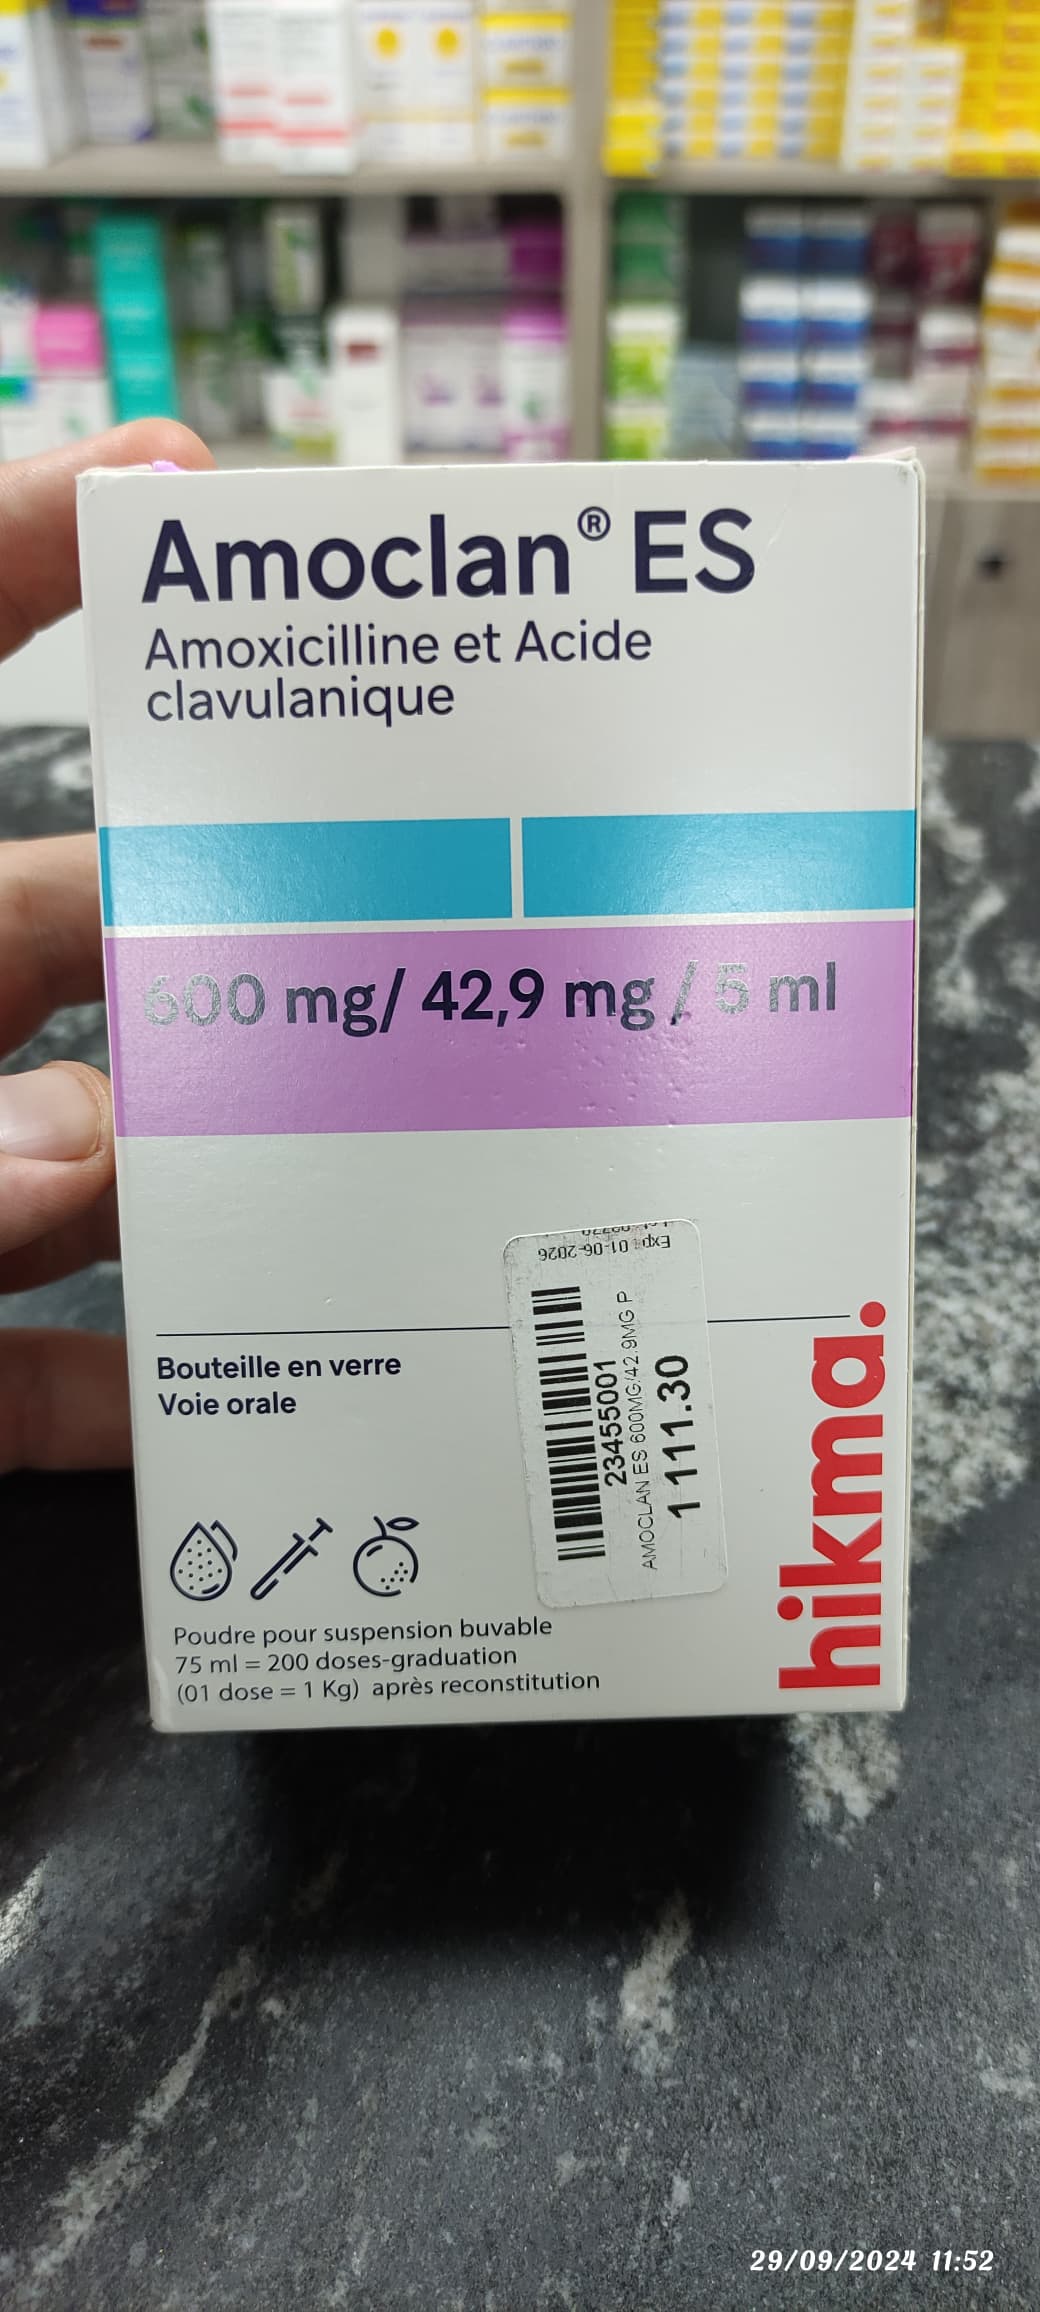 Amoclan® ES
Amoxicilline et Acide
clavulanique
600 mg/ 42,9 mg / 5 ml
Bouteille en verre
Voie orale
Exp : 01-06-2026
23455001
AMOCLAN ES 600MG/42.9MG P
1 111.30
hikma.
Poudre pour suspension buvable
75 ml = 200 doses-graduation
(01 dose = 1 Kg) après reconstitution
29/09/2024 11:52